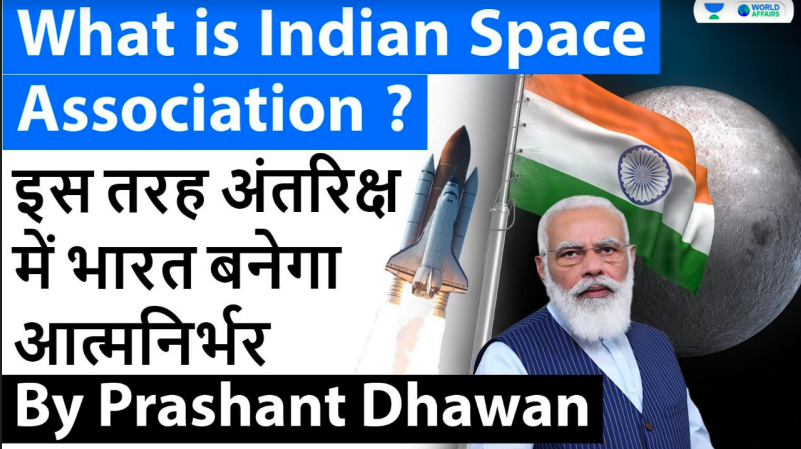 What is Indian Space
Association ?
इस तरह अंतरिक्ष
में भारत बनेगा
आत्मनिर्भर
By Prashant Dhawan
WORLD
AFFAIRS